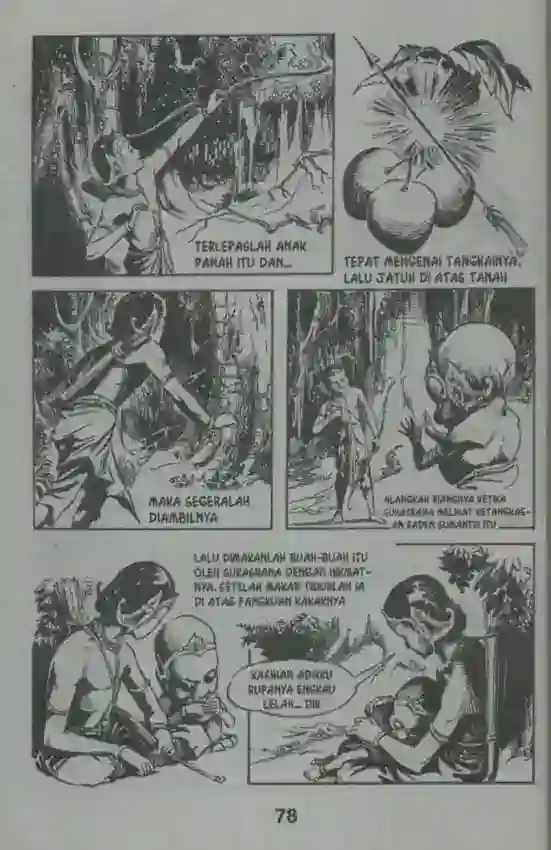 TERLEPASLAH ANAK
PANAH ITU DAN...
TEPAT MENGENAI TANGKAINYA,
LALU JATUH DI ATAS TANAH
MAKA SEGERALAH
DIAMBILNYA
ALANGKAH RIANGNYA KETIKA
SUKASRANA MELIHAT KETANGKAS-
AN RADEN SUMANTRI ITU
LALU DIMAKANLAH BUAH-BUAH ITU
OLEH SUKASRANA DENGAN NIKMAT-
NYA. SETELAH MAKAN TIDURLAH IA
DI ATAS PANGKUAN KAKAKNYA
KASIHAN ADIKKU
RUPANYA ENGKAU
LELAH... DIK
78